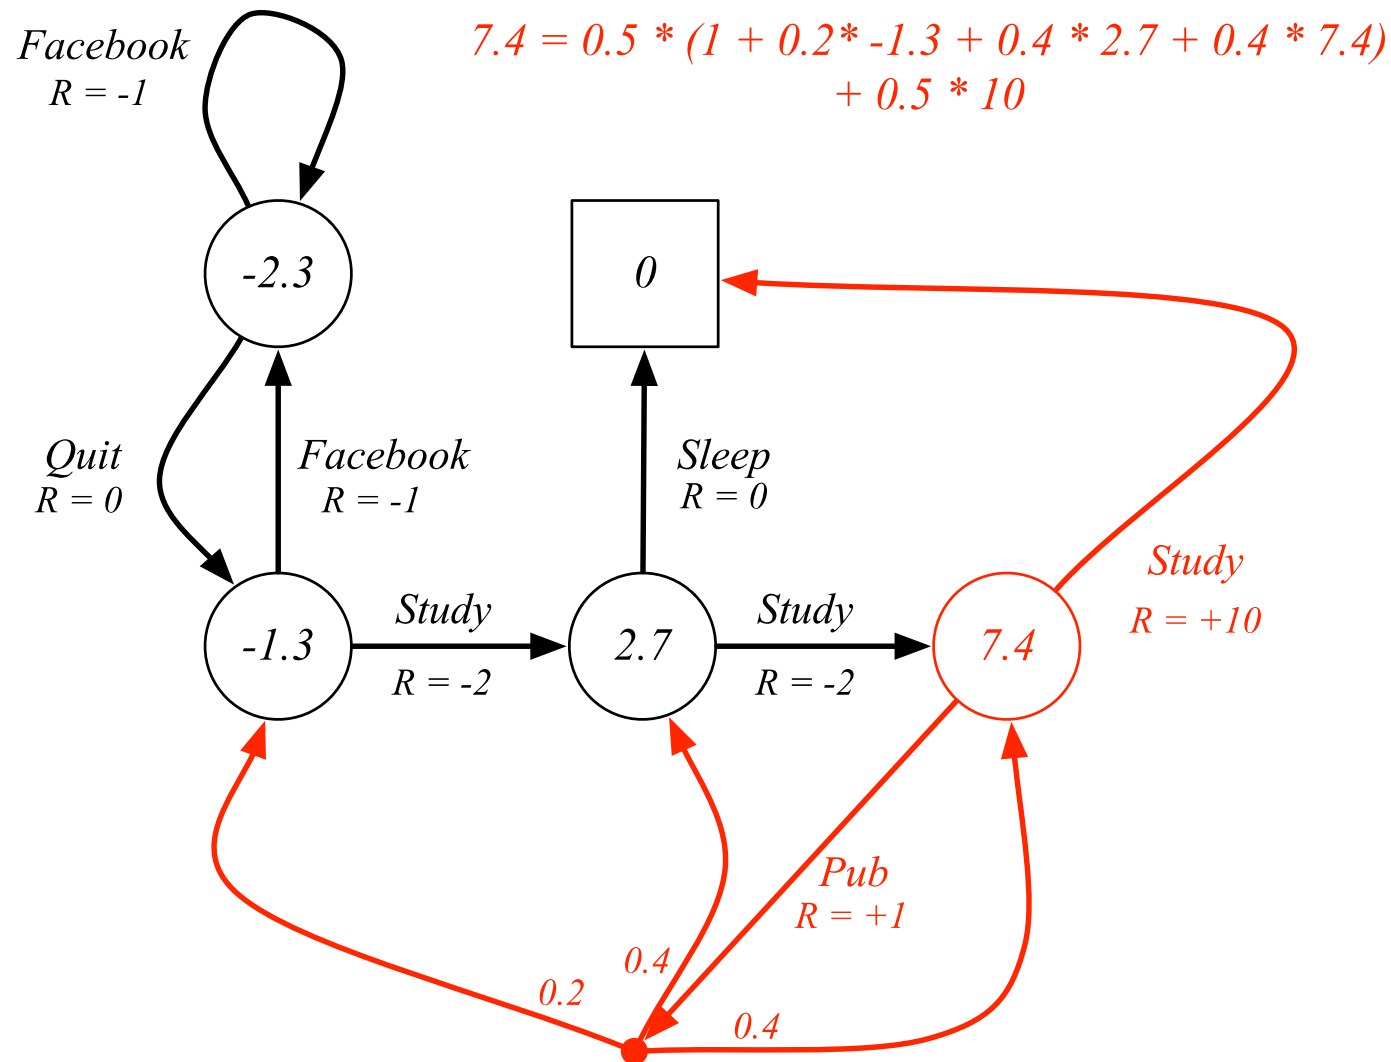 Facebook
R = -1
7.4 = 0.5 * (1 + 0.2* -1.3 + 0.4 * 2.7 + 0.4 * 7.4)
+ 0.5 * 10
-2.3
0
Quit
R = 0
Facebook
R = -1
Sleep
R = 0
Study
R = +10
-1.3
Study
R = -2
2.7
Study
R = -2
7.4
Pub
R = +1
0.4
0.2
0.4